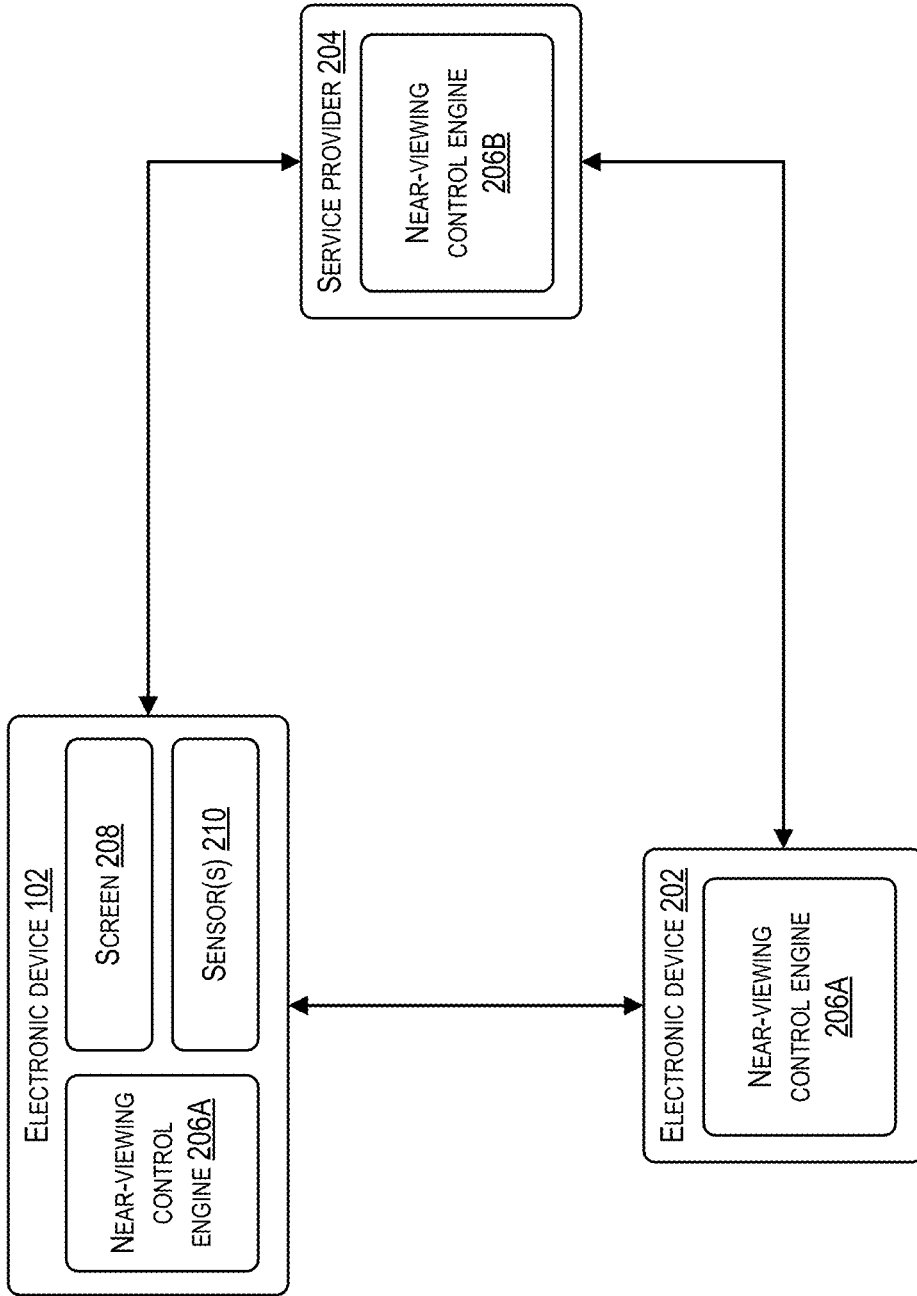 ELECTRONIC DEVICE 102
NEAR-VIEWING
CONTROL
ENGINE 206A
SCREEN 208
SENSOR(S) 210
SERVICE PROVIDER 204
NEAR-VIEWING
CONTROL ENGINE
206B
ELECTRONIC DEVICE 202
NEAR-VIEWING
CONTROL ENGINE
206A